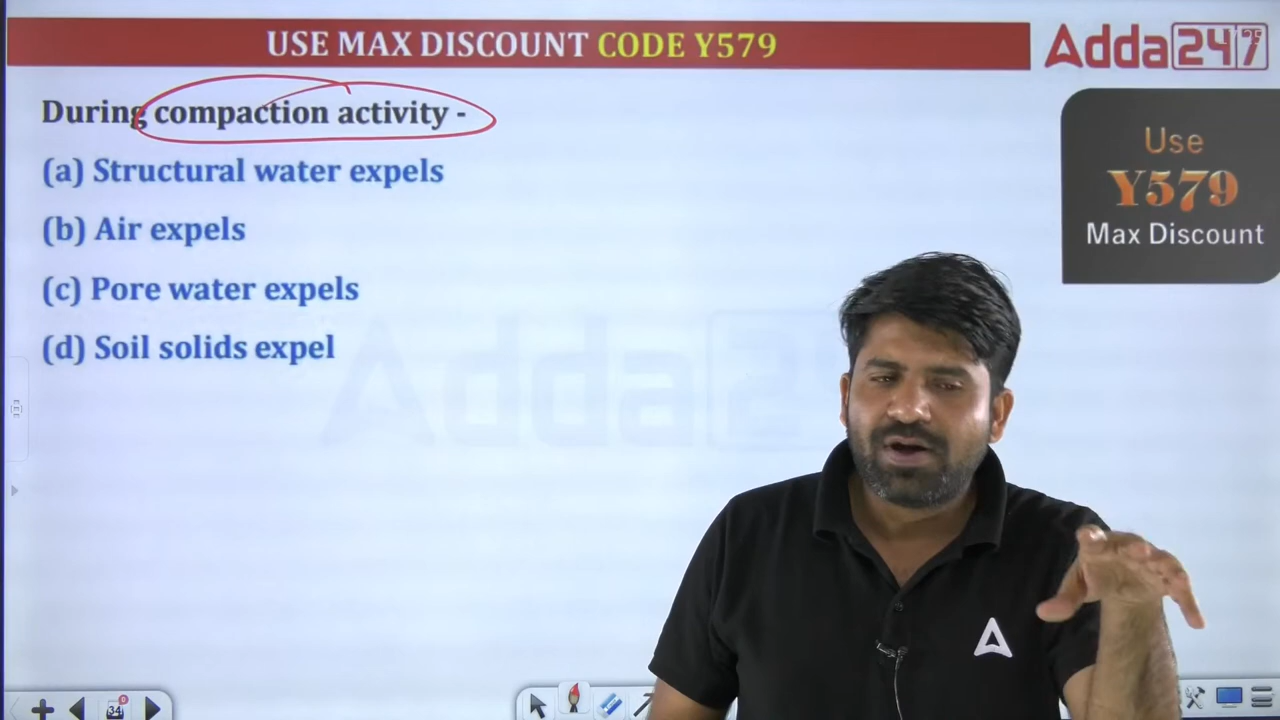 USE MAX DISCOUNT CODE Y579
Adda247
During compaction activity -
(a) Structural water expels
(b) Air expels
(c) Pore water expels
(d) Soil solids expel
Use
Y579
Max Discount
Adda247
34